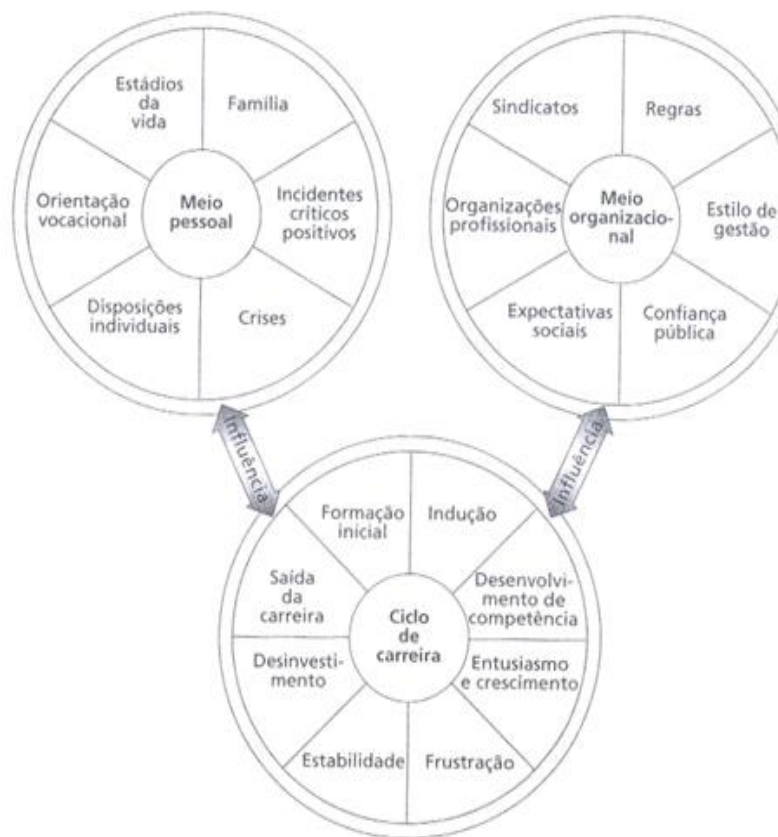 Estádios
da
vida
Família
Orientação
vocacional
Meio
pessoal
Incidentes
críticos
positivos
Disposições
individuais
Crises
Sindicatos
Regras
Organizações
profissionais
Meio
organizacio-
nal
Estilo de
gestão
Expectativas
sociais
Confiança
pública
Influência
Influência
Formação
inicial
Indução
Saída
da
carreira
Ciclo
de
carreira
Desenvolvi-
mento de
competência
Desinvesti-
mento
Entusiasmo
e crescimento
Estabilidade
Frustração